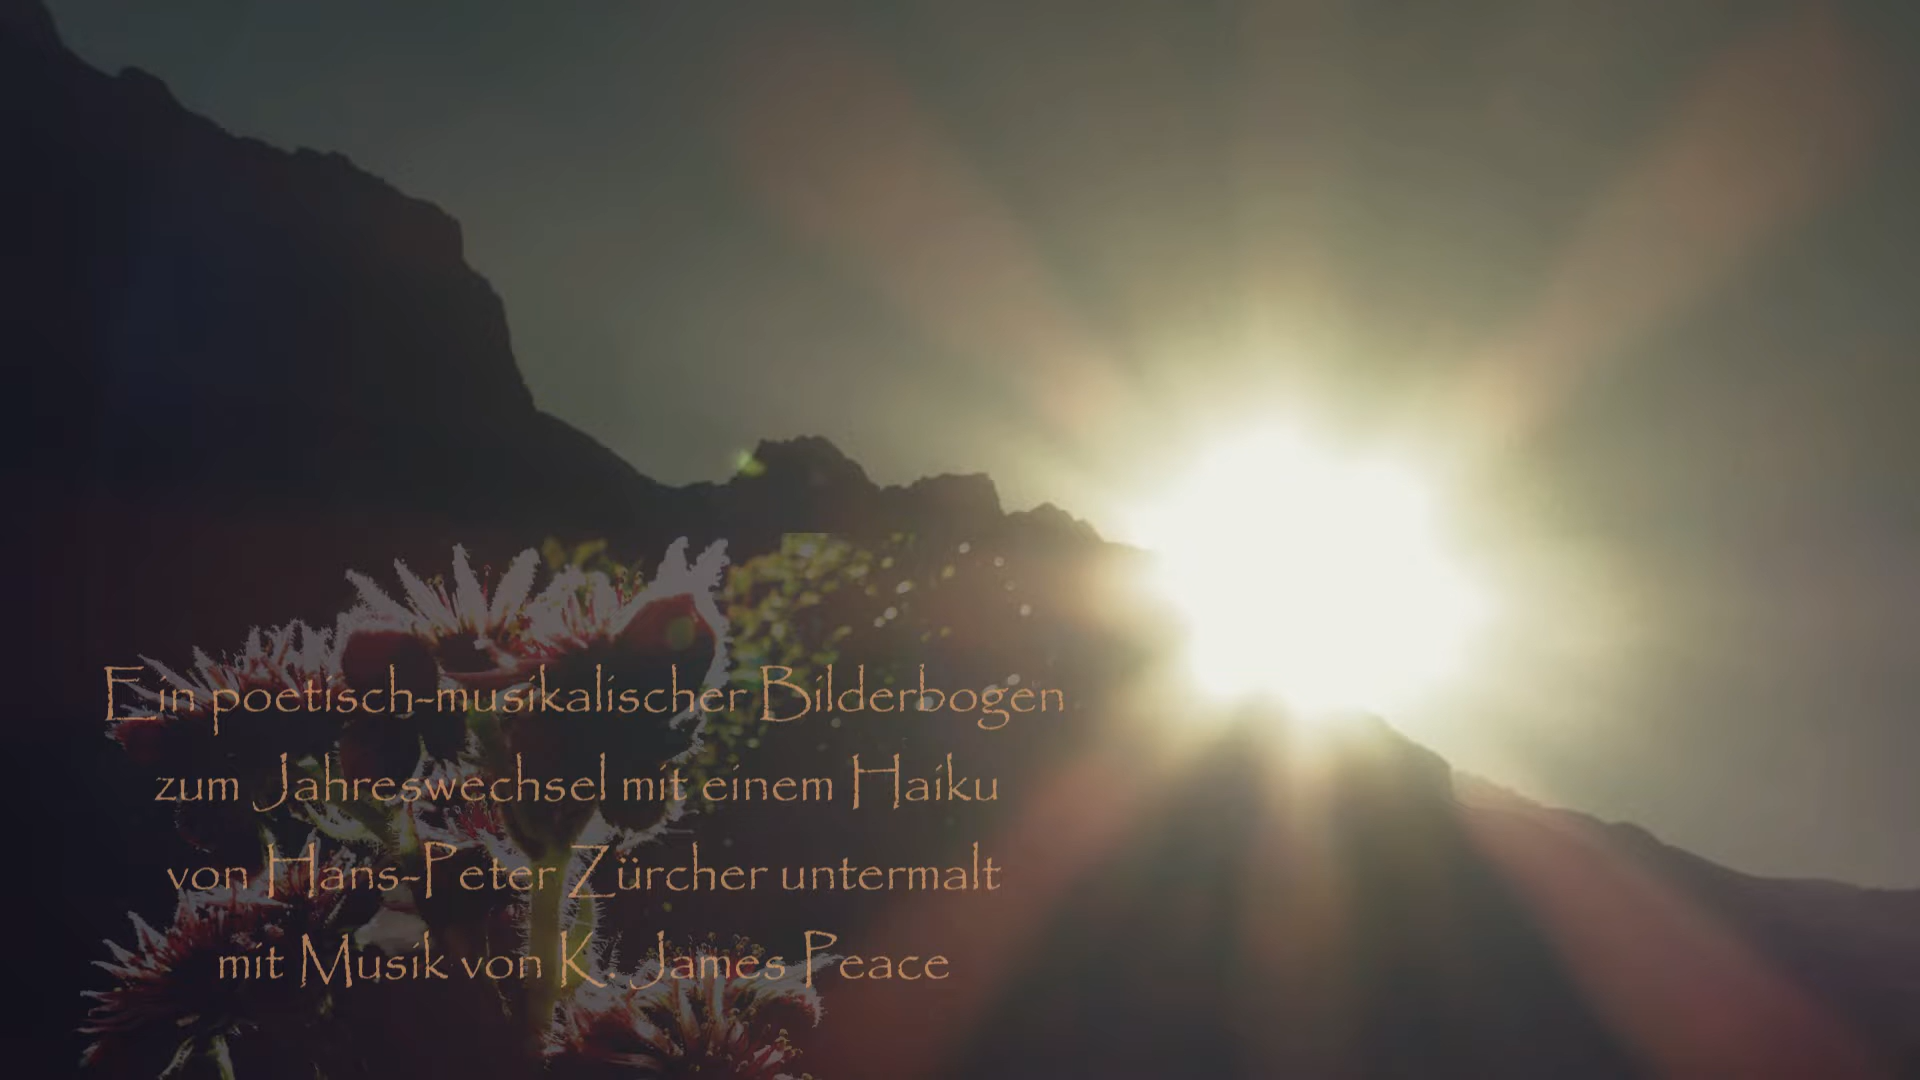 Ein poetisch-musikalischer Bilderbogen
zum Jahreswechsel mit einem Haiku
von Hans-Peter Zürcher untermalt
mit Musik von K. James Peace